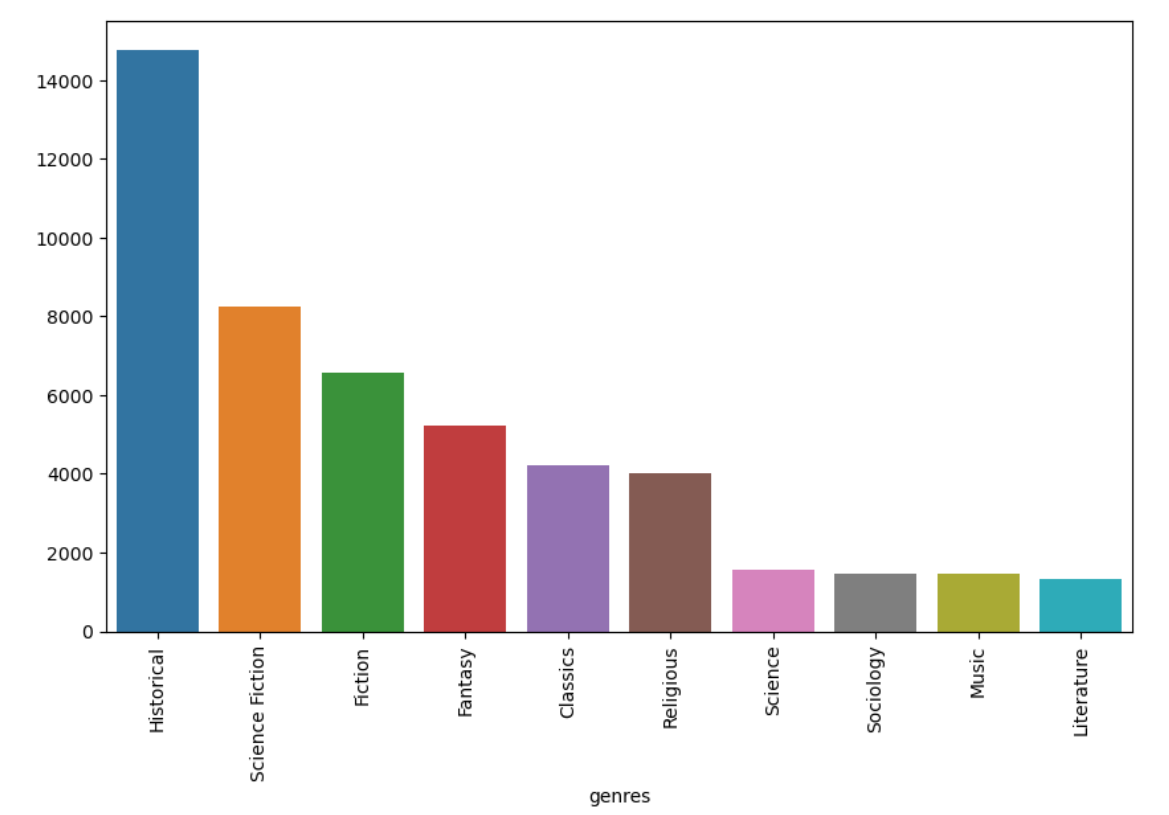 14000
12000
10000
8000
6000
4000
2000
0
Historical
Science Fiction
Fiction
Fantasy
Classics
Religious
Science
Sociology
Music
Literature
genres